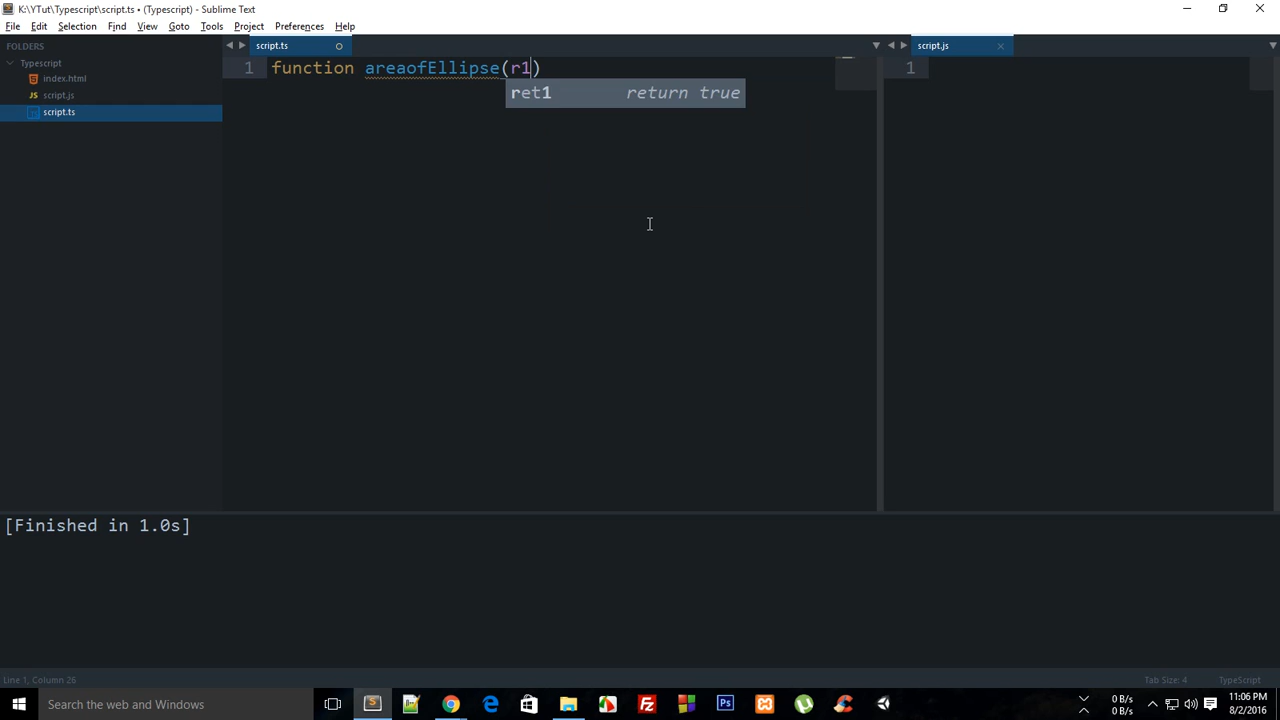 K:\YTut\Typescript\script.ts • (Typescript) - Sublime Text
File Edit Selection Find View Goto Tools Project Preferences Help
FOLDERS
Typescript
index.html
script.js
script.ts
script.ts
1 function areaofEllipse(r1)
ret1 return true
script.js
1
[Finished in 1.0s]
Line 1, Column 26
Tab Size: 4
TypeScript
Search the web and Windows
0 B/s
0 B/s
11:06 PM
8/2/2016